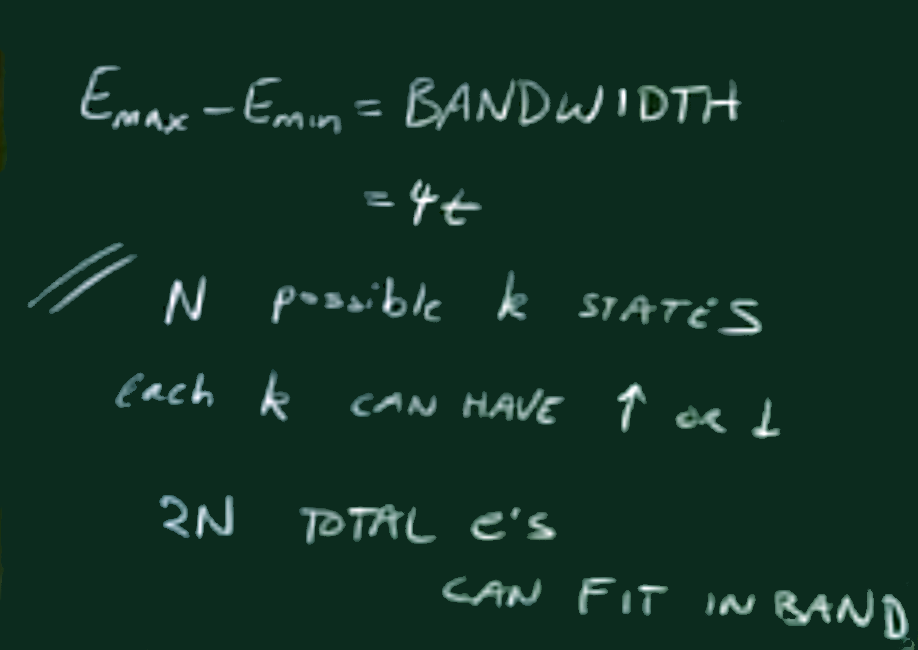 Emax - Emin = BANDWIDTH
= 4t
N possible k STATES
each k CAN HAVE ↑ or ↓
2N TOTAL e's
CAN FIT IN BAND